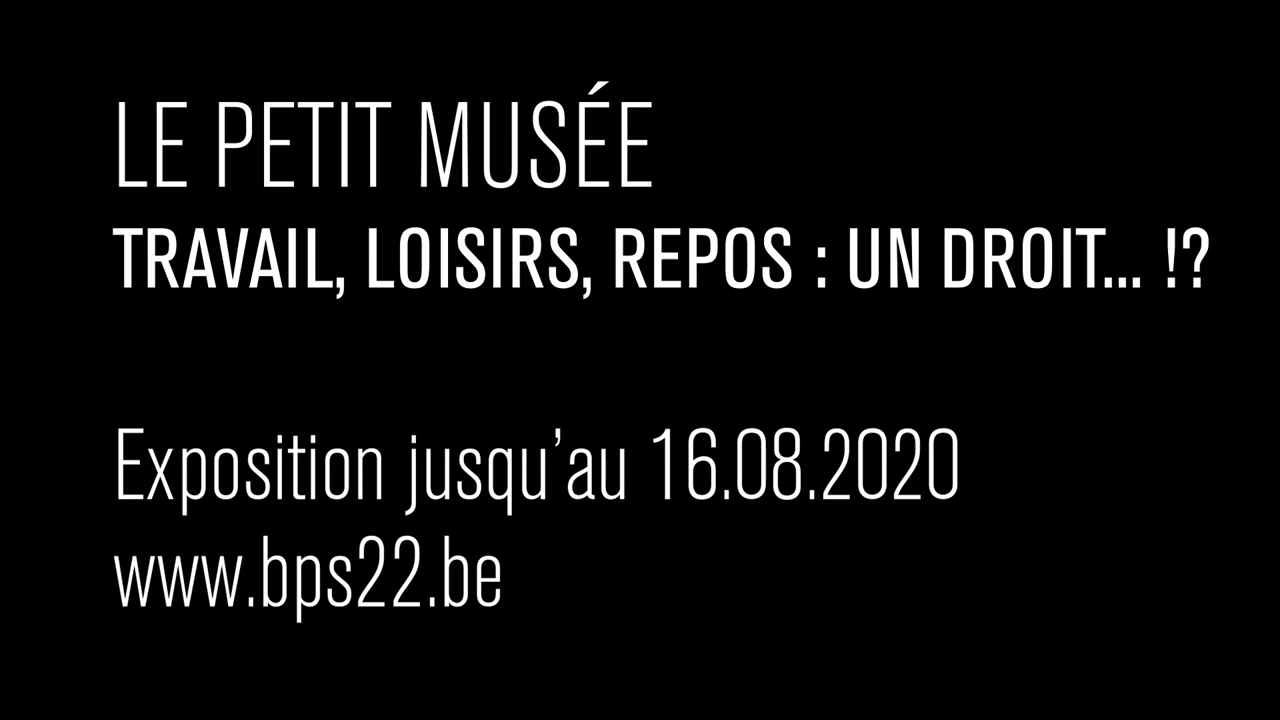 LE PETIT MUSÉE
TRAVAIL, LOISIRS, REPOS : UN DROIT... !?
Exposition jusqu’au 16.08.2020
www.bps22.be